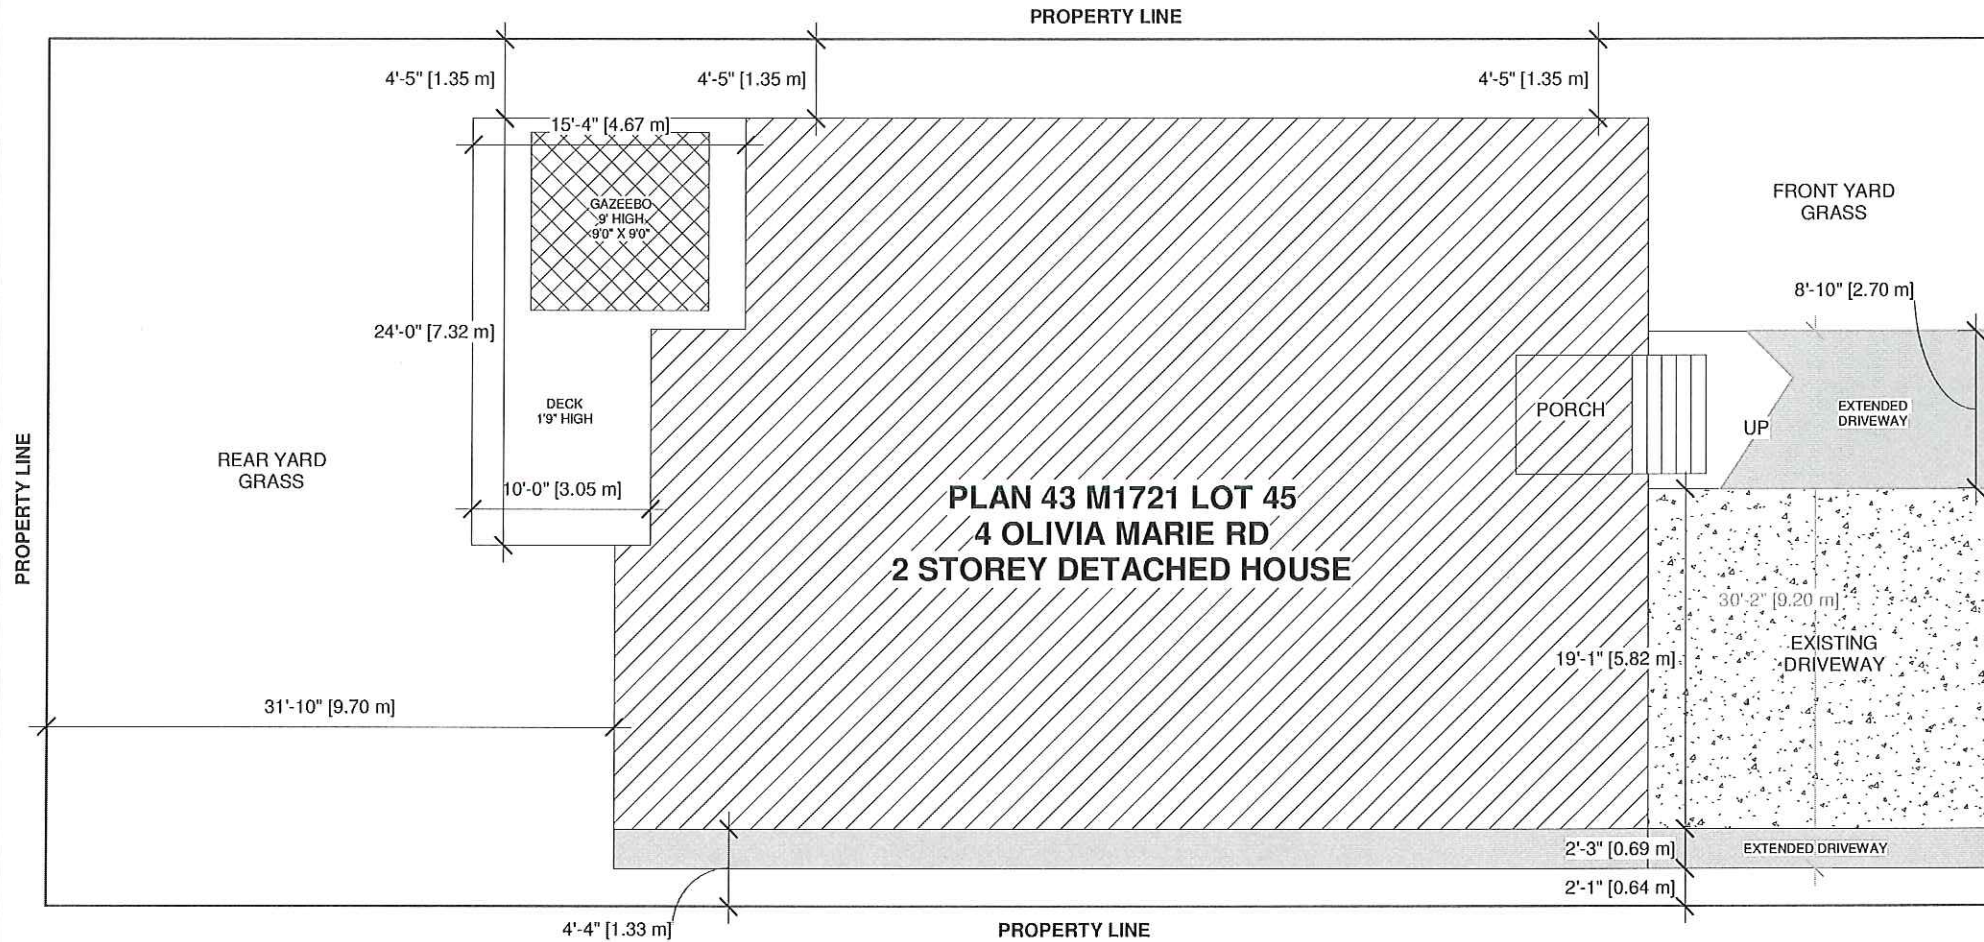 PROPERTY LINE
4'-5" [1.35 m]
4'-5" [1.35 m]
4'-5" [1.35 m]
15'-4" [4.67 m]
GAZEEBO
9' HIGH
9'0" X 9'0"
FRONT YARD
GRASS
8'-10" [2.70 m]
24'-0" [7.32 m]
DECK
1'9" HIGH
PORCH
UP
EXTENDED
DRIVEWAY
PROPERTY LINE
REAR YARD
GRASS
10'-0" [3.05 m]
PLAN 43 M1721 LOT 45
4 OLIVIA MARIE RD
2 STOREY DETACHED HOUSE
30'-2" [9.20 m]
19'-1" [5.82 m]
EXISTING
DRIVEWAY
31'-10" [9.70 m]
2'-3" [0.69 m]
EXTENDED DRIVEWAY
2'-1" [0.64 m]
4'-4" [1.33 m]
PROPERTY LINE